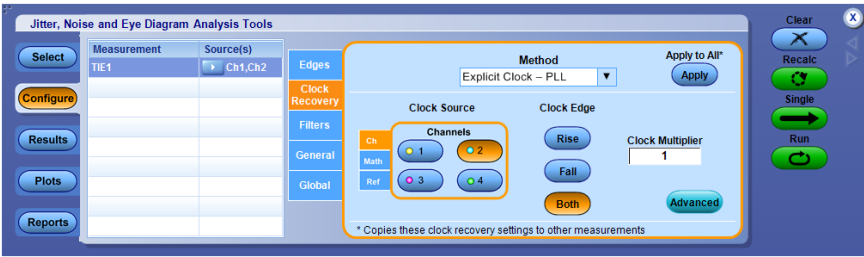 Jitter, Noise and Eye Diagram Analysis Tools
Clear
X
Select
Configure
Results
Plots
Reports
Measurement Source(s)
TIE1 Ch1,Ch2
Edges
Clock Recovery
Filters
General
Global
Method
Explicit Clock – PLL
Apply to All*
Apply
Clock Source
Ch
Math
Ref
Channels
1 2
3 4
Clock Edge
Rise
Fall
Both
Clock Multiplier
1
Advanced
* Copies these clock recovery settings to other measurements
Recalc
Single
Run